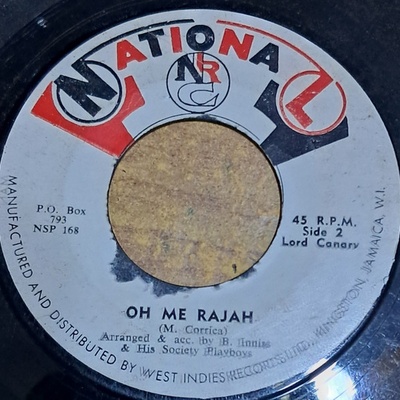 NATIONAL
NRC
P.O. Box
793
NSP 168
45 R.P.M.
Side 2
Lord Canary
OH ME RAJAH
(M. Corrica)
Arranged & acc. by B. Inniss
& His Society Playboys
MANUFACTURED AND DISTRIBUTED BY WEST INDIES RECORDS LTD., KINGSTON, JAMAICA, W.I.